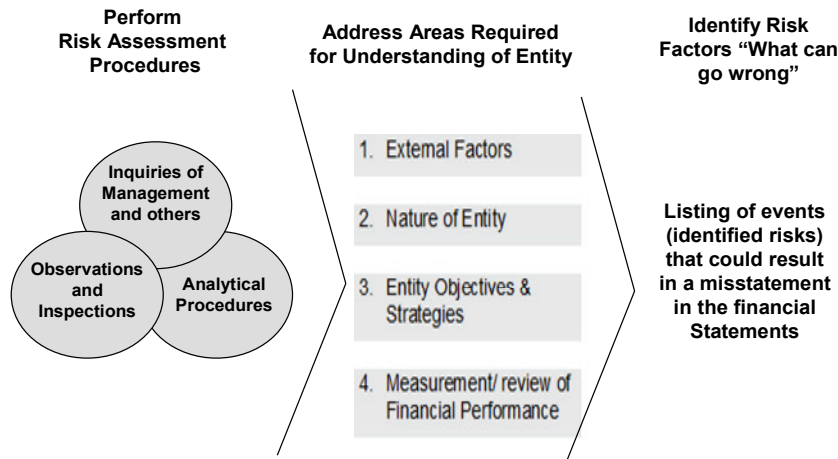 Perform
Risk Assessment
Procedures
Address Areas Required
for Understanding of Entity
Identify Risk
Factors “What can
go wrong”
Inquiries of
Management
and others
Observations
and
Inspections
Analytical
Procedures
1. External Factors
2. Nature of Entity
3. Entity Objectives &
Strategies
4. Measurement/ review of
Financial Performance
Listing of events
(identified risks)
that could result
in a misstatement
in the financial
Statements